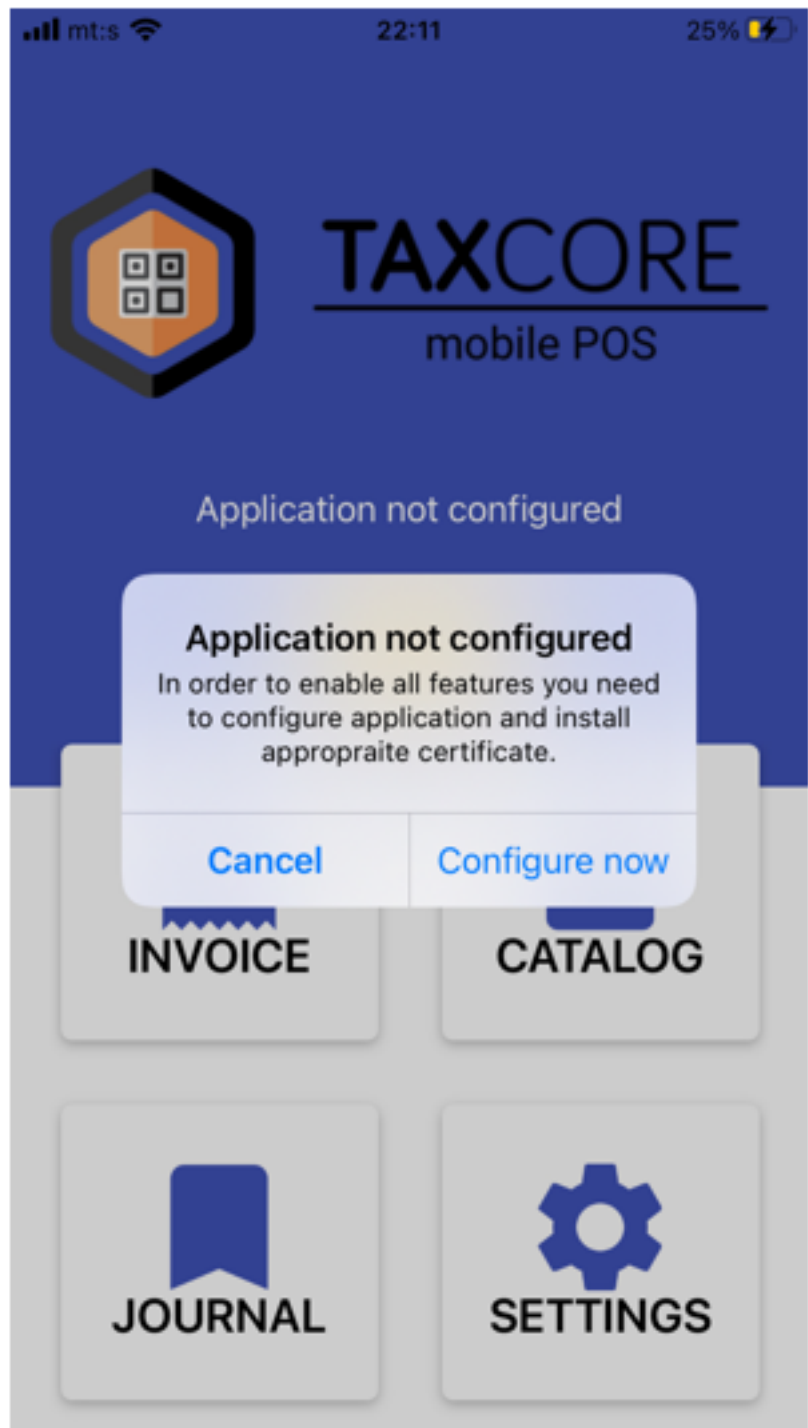 mt:s 22:11 25%
TAXCORE
mobile POS
Application not configured
Application not configured
In order to enable all features you need
to configure application and install
appropraite certificate.
Cancel Configure now
INVOICE CATALOG
JOURNAL SETTINGS